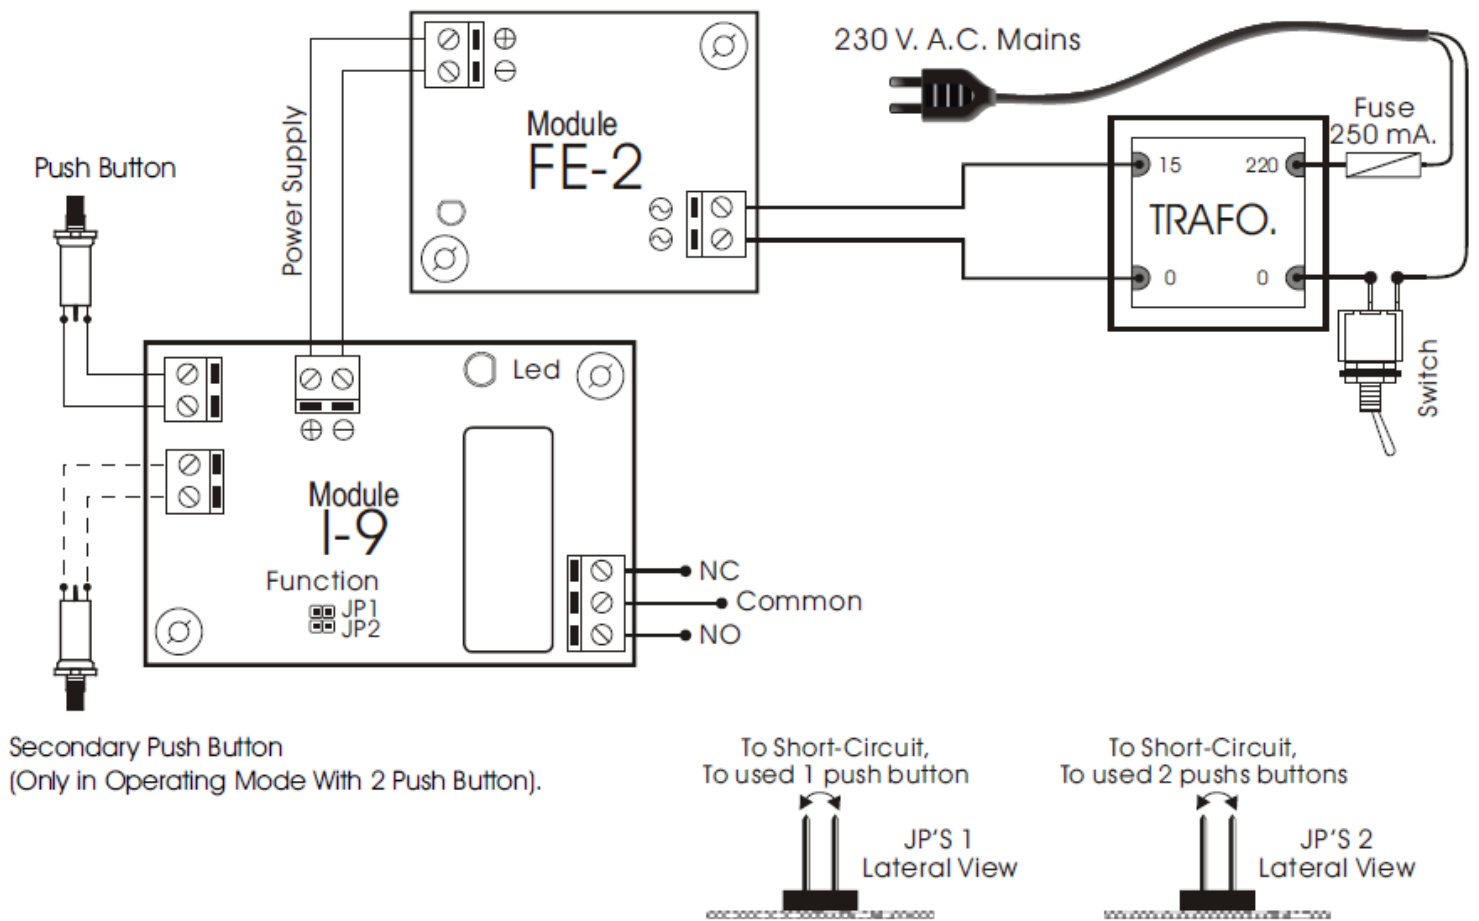 230 V. A.C. Mains
Fuse
250 mA.
Module
FE-2
Power Supply
Push Button
15
220
TRAFO.
0
0
Switch
Led
Module
I-9
Function
JP1
JP2
NC
Common
NO
Secondary Push Button
(Only in Operating Mode With 2 Push Button).
To Short-Circuit,
To used 1 push button
JP'S 1
Lateral View
To Short-Circuit,
To used 2 pushs buttons
JP'S 2
Lateral View